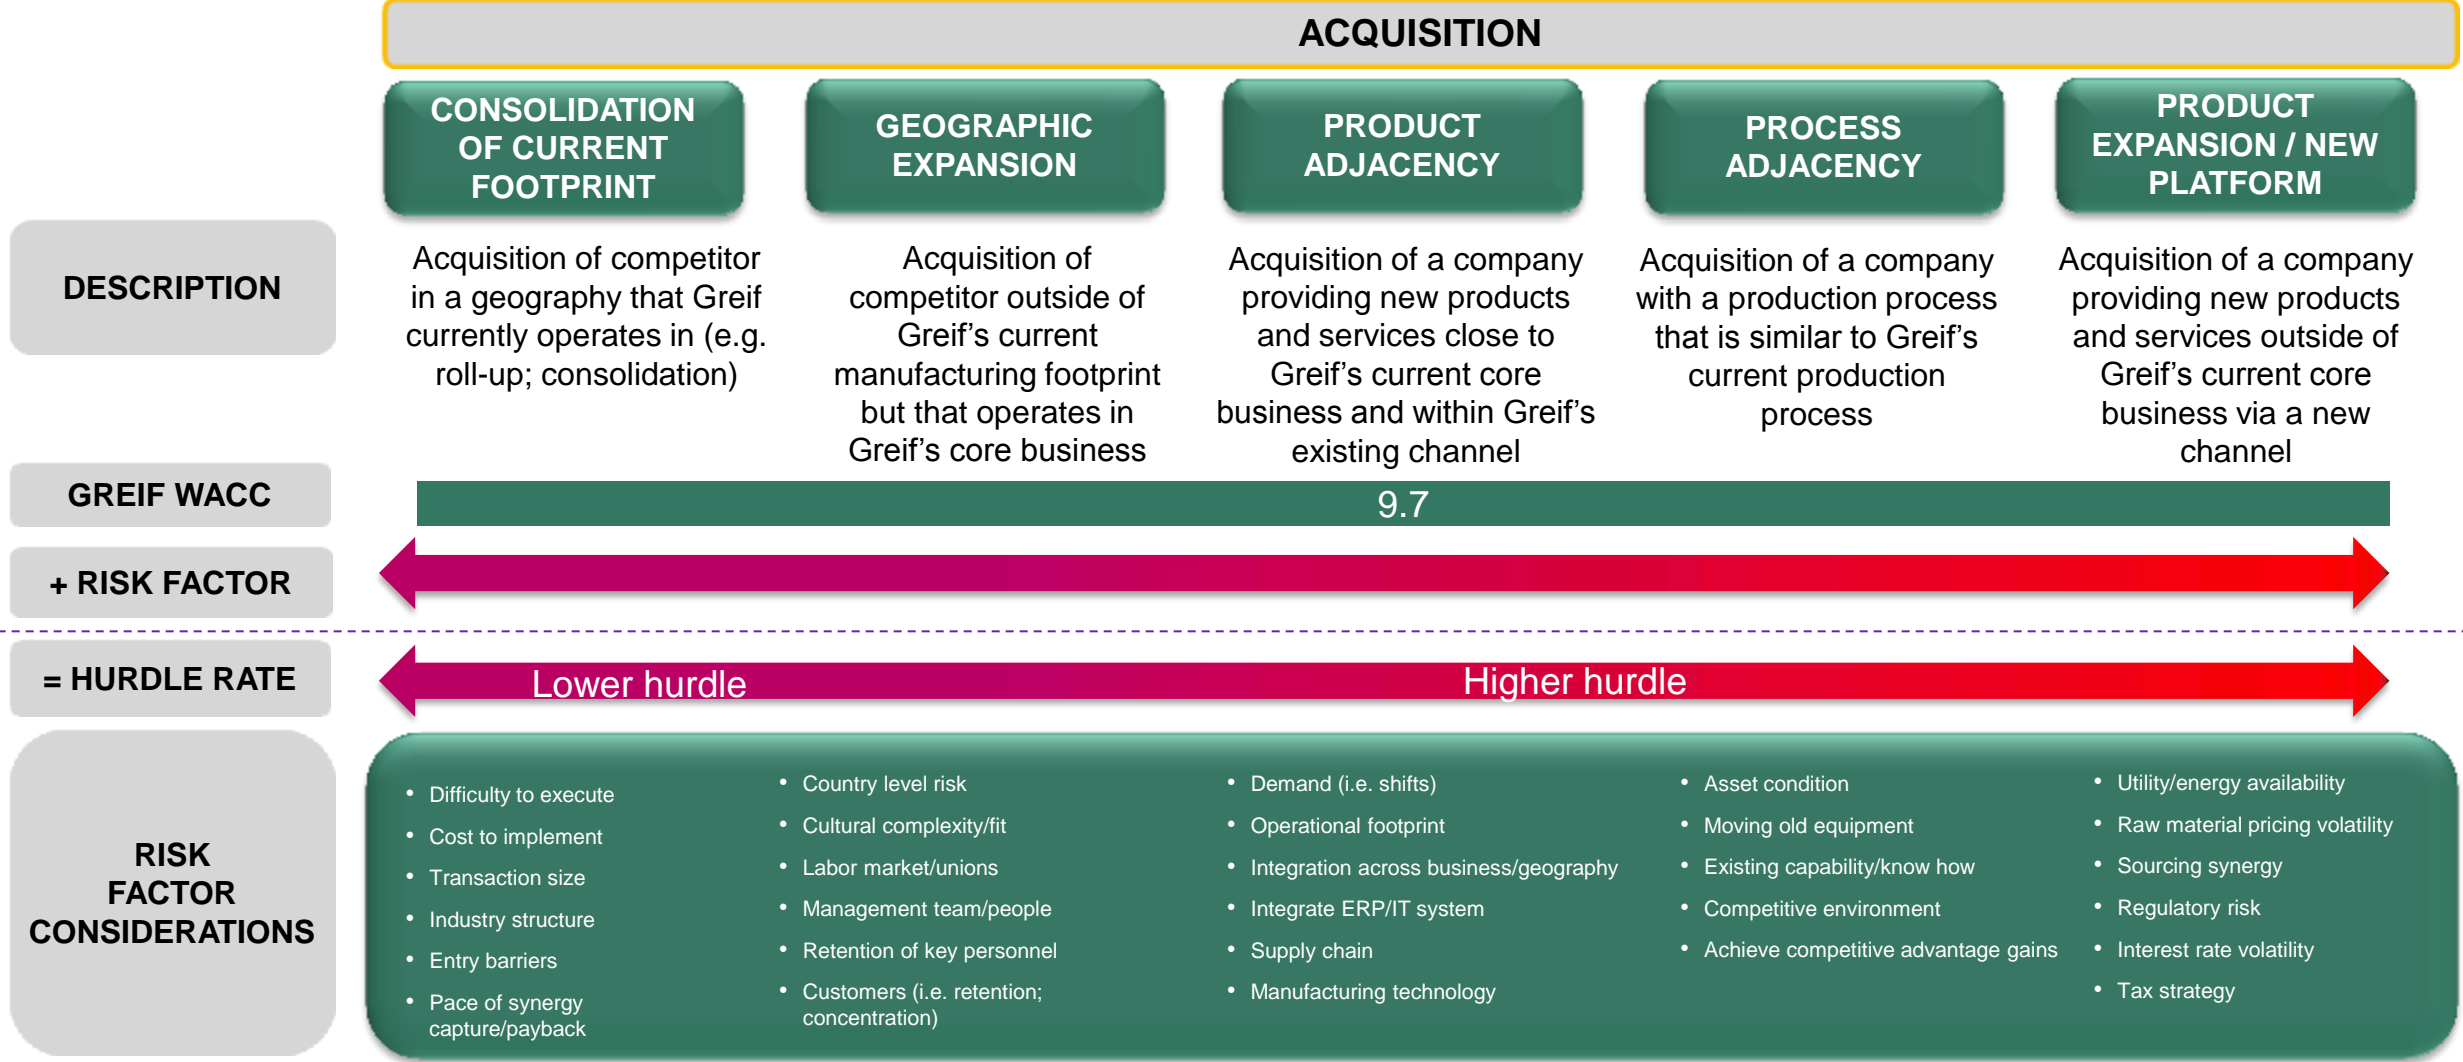 ACQUISITION
CONSOLIDATION
OF CURRENT
FOOTPRINT
GEOGRAPHIC
EXPANSION
PRODUCT
ADJACENCY
PROCESS
ADJACENCY
PRODUCT
EXPANSION / NEW
PLATFORM
DESCRIPTION
Acquisition of competitor
in a geography that Greif
currently operates in (e.g.
roll-up; consolidation)
Acquisition of
competitor outside of
Greif's current
manufacturing footprint
but that operates in
Greif's core business
Acquisition of a company
providing new products
and services close to
Greif's current core
business and within Greif's
existing channel
Acquisition of a company
with a production process
that is similar to Greif's
current production
process
Acquisition of a company
providing new products
and services outside of
Greif's current core
business via a new
channel
GREIF WACC
9.7
+ RISK FACTOR
= HURDLE RATE
Lower hurdle
Higher hurdle
RISK
FACTOR
CONSIDERATIONS
• Difficulty to execute
• Cost to implement
• Transaction size
• Industry structure
• Entry barriers
• Pace of synergy
capture/payback
• Country level risk
• Cultural complexity/fit
• Labor market/unions
• Management team/people
• Retention of key personnel
• Customers (i.e. retention;
concentration)
• Demand (i.e. shifts)
• Operational footprint
• Integration across business/geography
• Integrate ERP/IT system
• Supply chain
• Manufacturing technology
• Asset condition
• Moving old equipment
• Existing capability/know how
• Competitive environment
• Achieve competitive advantage gains
• Utility/energy availability
• Raw material pricing volatility
• Sourcing synergy
• Regulatory risk
• Interest rate volatility
• Tax strategy